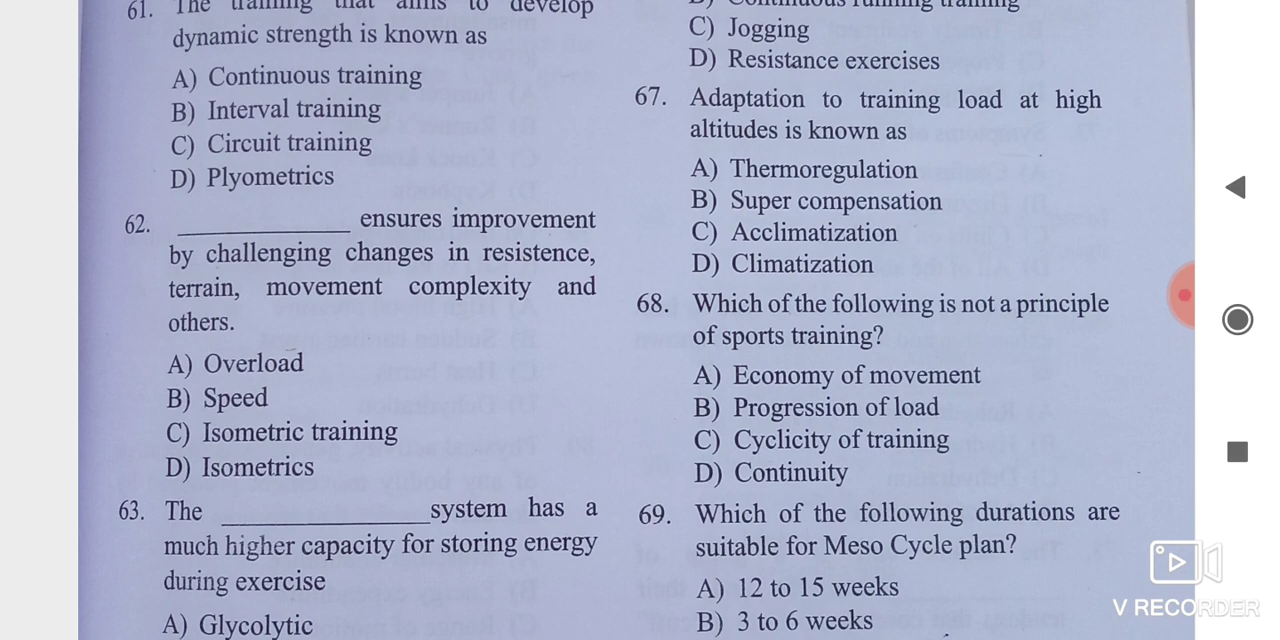 61. The training that aims to develop
dynamic strength is known as
A) Continuous training
B) Interval training
C) Circuit training
D) Plyometrics
62. ____________ ensures improvement
by challenging changes in resistence,
terrain, movement complexity and
others.
A) Overload
B) Speed
C) Isometric training
D) Isometrics
63. The ______________ system has a
much higher capacity for storing energy
during exercise
A) Glycolytic
Continuous running training
C) Jogging
D) Resistance exercises
67. Adaptation to training load at high
altitudes is known as
A) Thermoregulation
B) Super compensation
C) Acclimatization
D) Climatization
68. Which of the following is not a principle
of sports training?
A) Economy of movement
B) Progression of load
C) Cyclicity of training
D) Continuity
69. Which of the following durations are
suitable for Meso Cycle plan?
A) 12 to 15 weeks
B) 3 to 6 weeks
V RECORDER